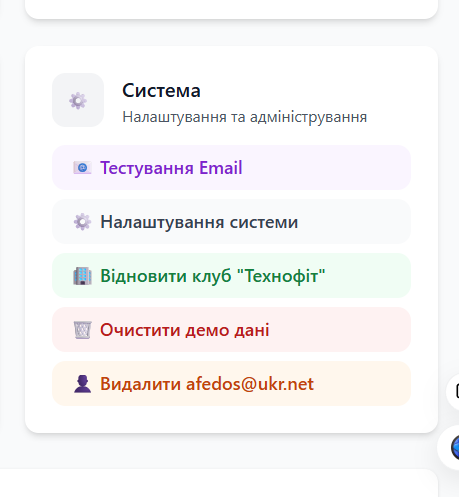 Система
Налаштування та адміністрування
Тестування Email
Налаштування системи
Відновити клуб "Технофіт"
Очистити демо дані
Видалити afedos@ukr.net